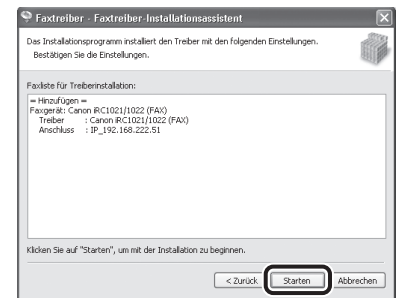 Faxtreiber - Faxtreiber-Installationsassistent
Das Installationsprogramm installiert den Treiber mit den folgenden Einstellungen.
Bestätigen Sie die Einstellungen.
Faxliste für Treiberinstallation:
= Hinzufügen =
Faxgerät: Canon iRC1021/1022 (FAX)
Treiber : Canon iRC1021/1022 (FAX)
Anschluss : IP_192.168.222.51
Klicken Sie auf "Starten", um mit der Installation zu beginnen.
< Zurück Starten Abbrechen